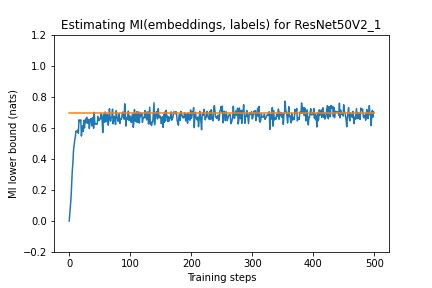 Estimating MI(embeddings, labels) for ResNet50V2_1
1.2
1.0
0.8
0.6
0.4
0.2
0.0
−0.2
MI lower bound (nats)
0 100 200 300 400 500
Training steps